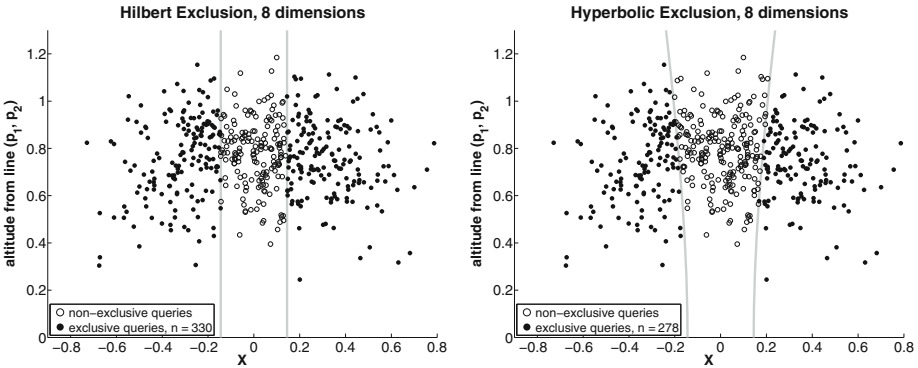 Hilbert Exclusion, 8 dimensions
altitude from line (p1, p2)
1.2
1
0.8
0.6
0.4
0.2
0
non−exclusive queries
exclusive queries, n = 330
−0.8 −0.6 −0.4 −0.2 0 0.2 0.4 0.6 0.8
X
Hyperbolic Exclusion, 8 dimensions
altitude from line (p1, p2)
1.2
1
0.8
0.6
0.4
0.2
0
non−exclusive queries
exclusive queries, n = 278
−0.8 −0.6 −0.4 −0.2 0 0.2 0.4 0.6 0.8
X